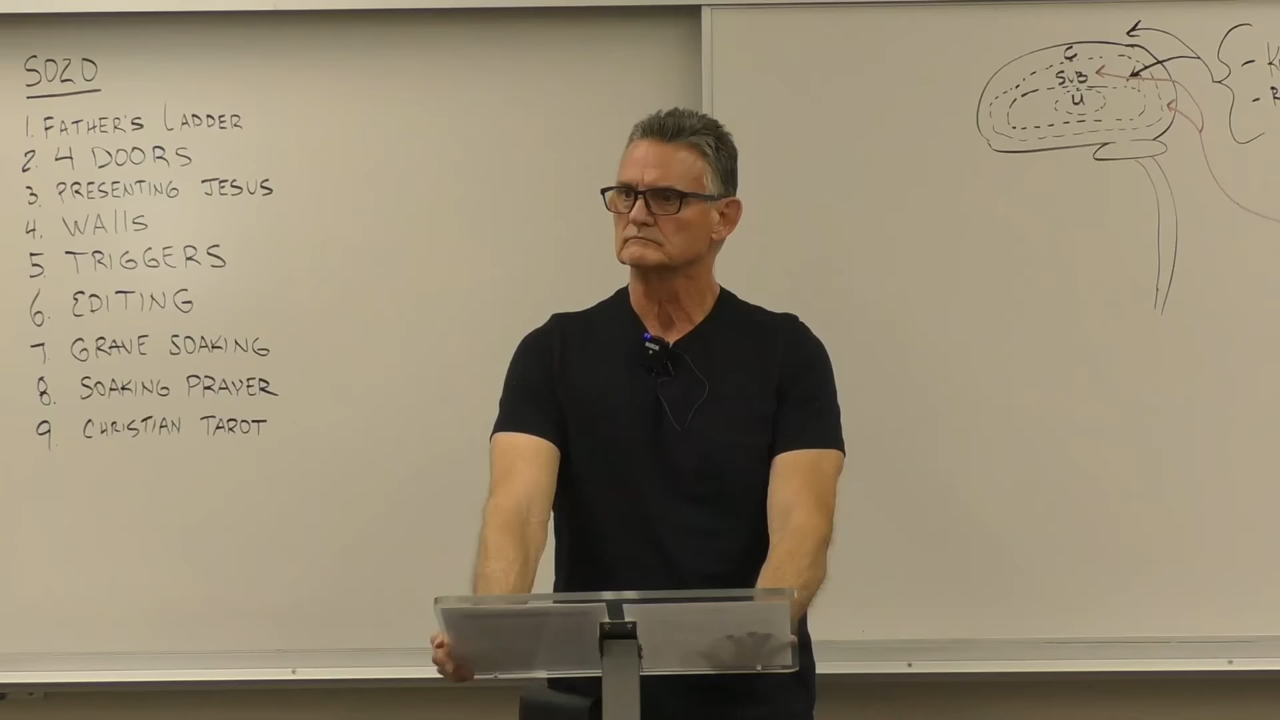 SOZO
1. FATHER'S LADDER
2. 4 DOORS
3. PRESENTING JESUS
4. WALLS
5. TRIGGERS
6. EDITING
7. GRAVE SOAKING
8. SOAKING PRAYER
9. CHRISTIAN TAROT
C
SUB
U